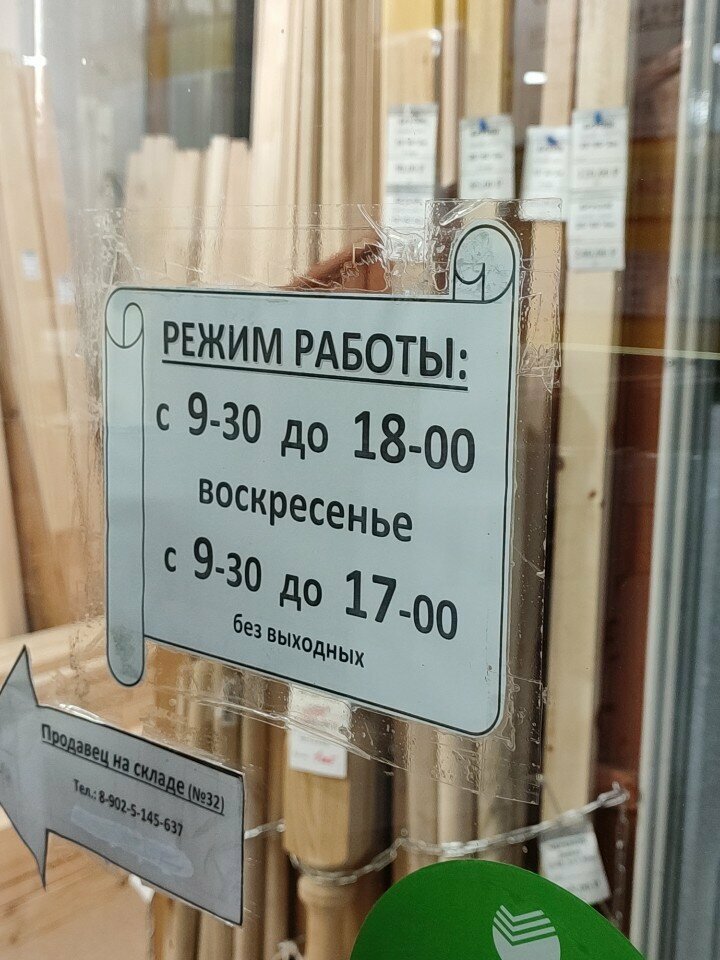 РЕЖИМ РАБОТЫ:
с 9-30 до 18-00
воскресенье
с 9-30 до 17-00
без выходных
Продавец на складе (№32)
Тел.: 8-902-5-145-637